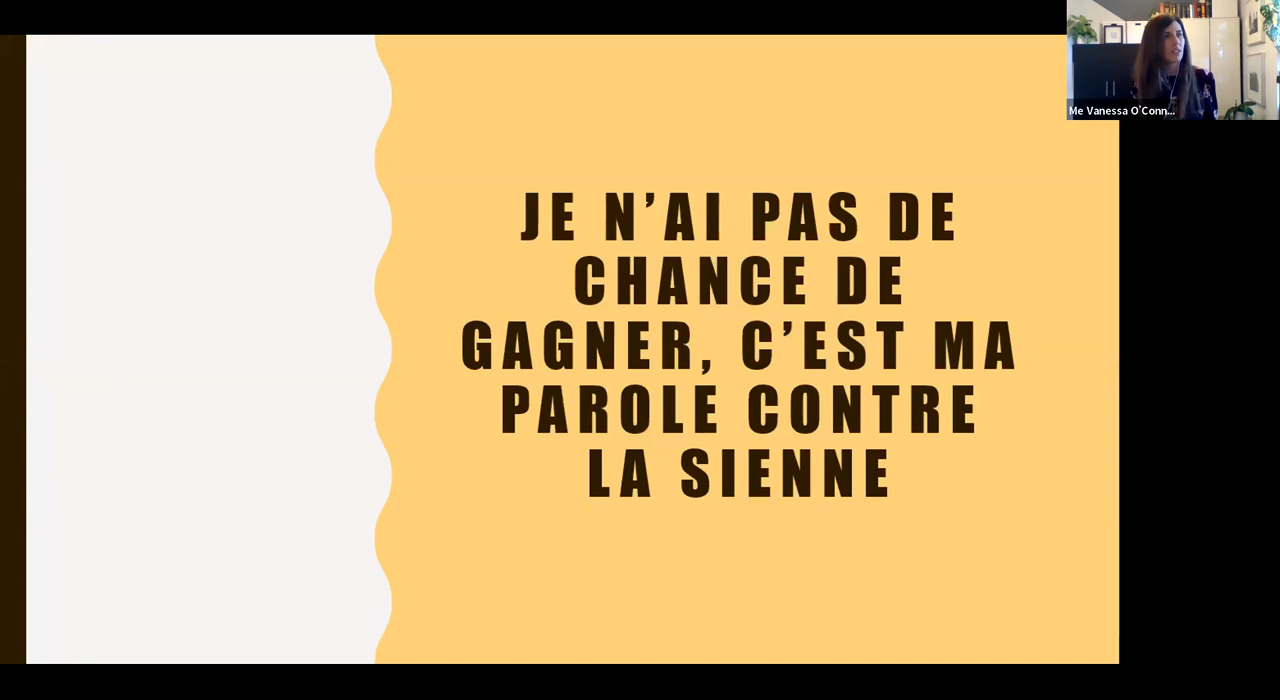 Me Vanessa O'Conn...
JE N'AI PAS DE
CHANCE DE
GAGNER, C'EST MA
PAROLE CONTRE
LA SIENNE